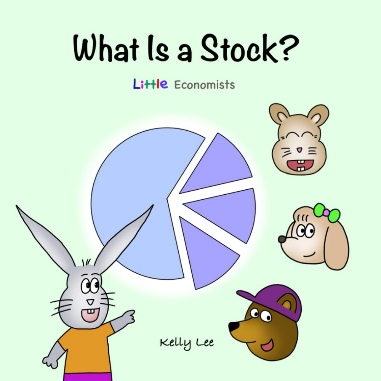 What Is a Stock?
Little Economists
Kelly Lee